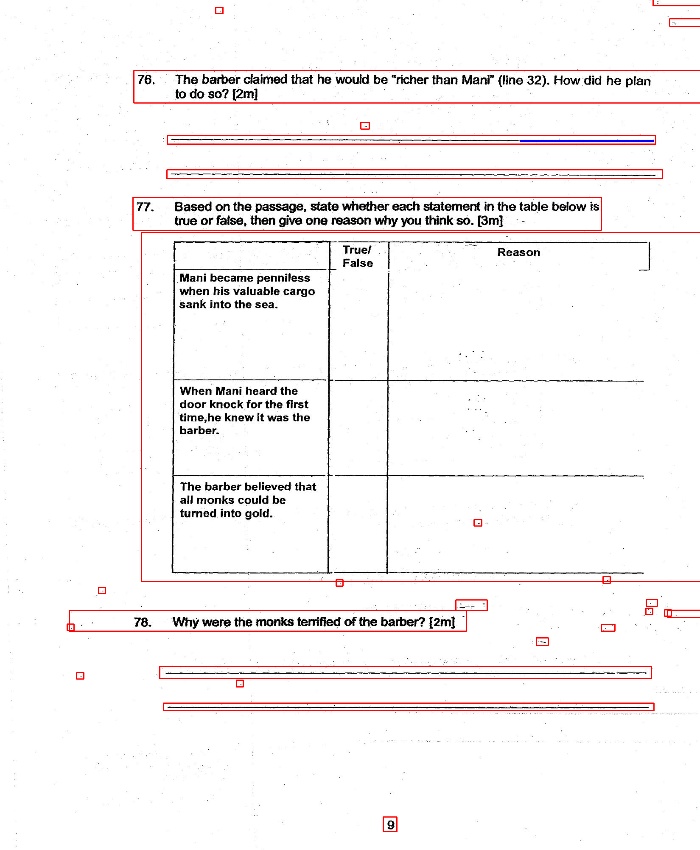 76. The barber claimed that he would be "richer than Mani" (line 32). How did he plan
to do so? [2m]
77. Based on the passage, state whether each statement in the table below is
true or false, then give one reason why you think so. [3m]
True/
False
Reason
Mani became penniless
when his valuable cargo
sank into the sea.
When Mani heard the
door knock for the first
time,he knew it was the
barber.
The barber believed that
all monks could be
turned into gold.
78. Why were the monks terrified of the barber? [2m]
9